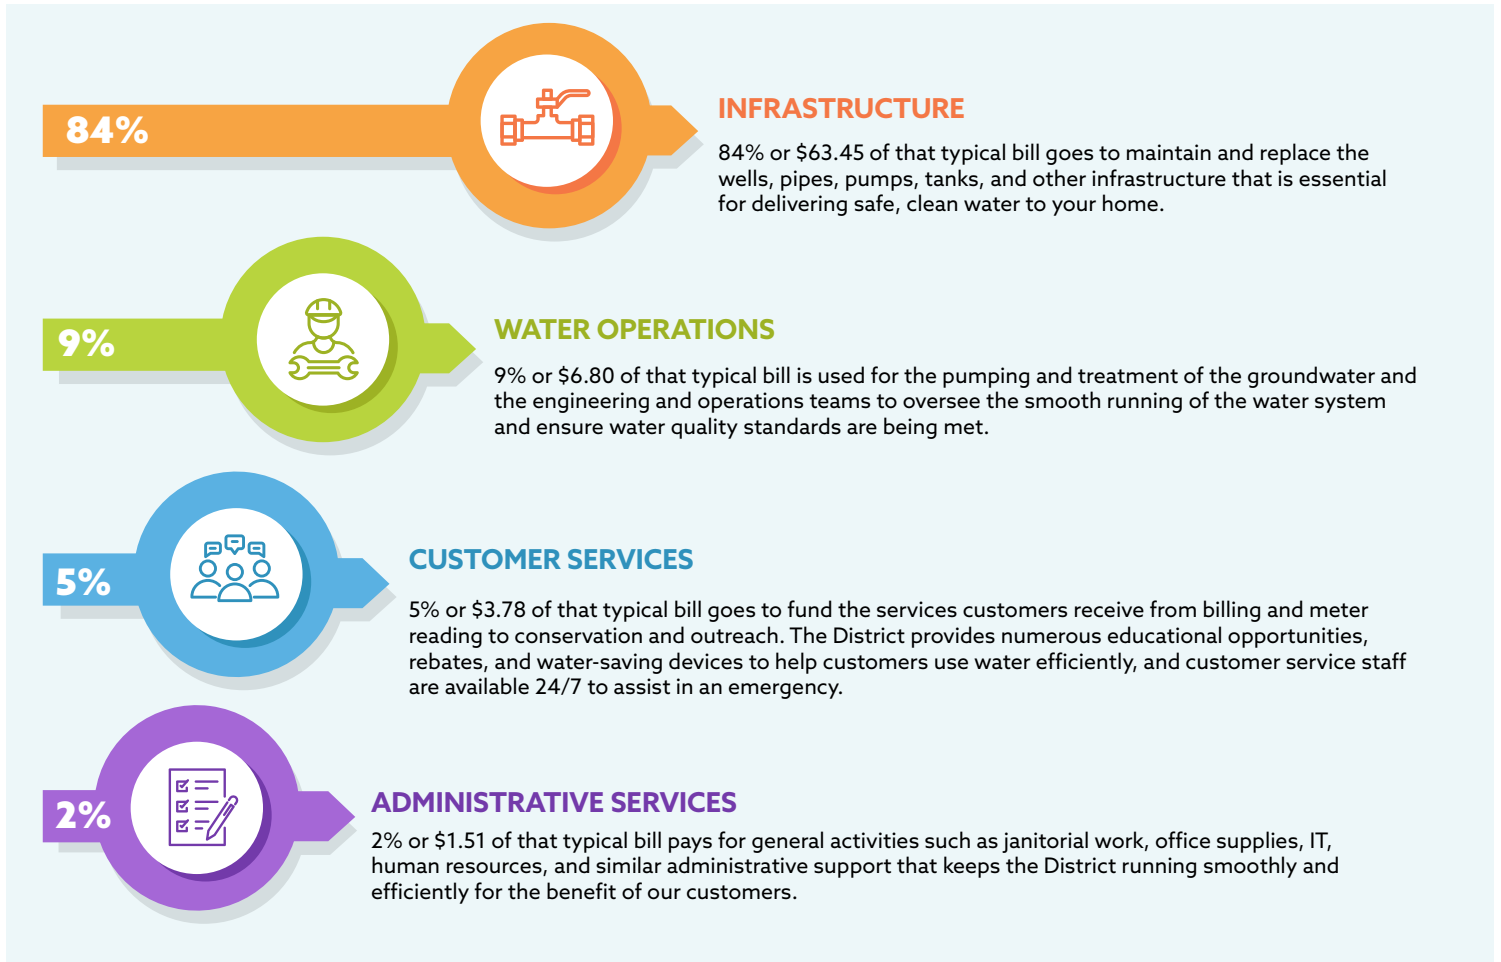 84%
INFRASTRUCTURE
84% or $63.45 of that typical bill goes to maintain and replace the
wells, pipes, pumps, tanks, and other infrastructure that is essential
for delivering safe, clean water to your home.
9%
WATER OPERATIONS
9% or $6.80 of that typical bill is used for the pumping and treatment of the groundwater and
the engineering and operations teams to oversee the smooth running of the water system
and ensure water quality standards are being met.
5%
CUSTOMER SERVICES
5% or $3.78 of that typical bill goes to fund the services customers receive from billing and meter
reading to conservation and outreach. The District provides numerous educational opportunities,
rebates, and water-saving devices to help customers use water efficiently, and customer service staff
are available 24/7 to assist in an emergency.
2%
ADMINISTRATIVE SERVICES
2% or $1.51 of that typical bill pays for general activities such as janitorial work, office supplies, IT,
human resources, and similar administrative support that keeps the District running smoothly and
efficiently for the benefit of our customers.